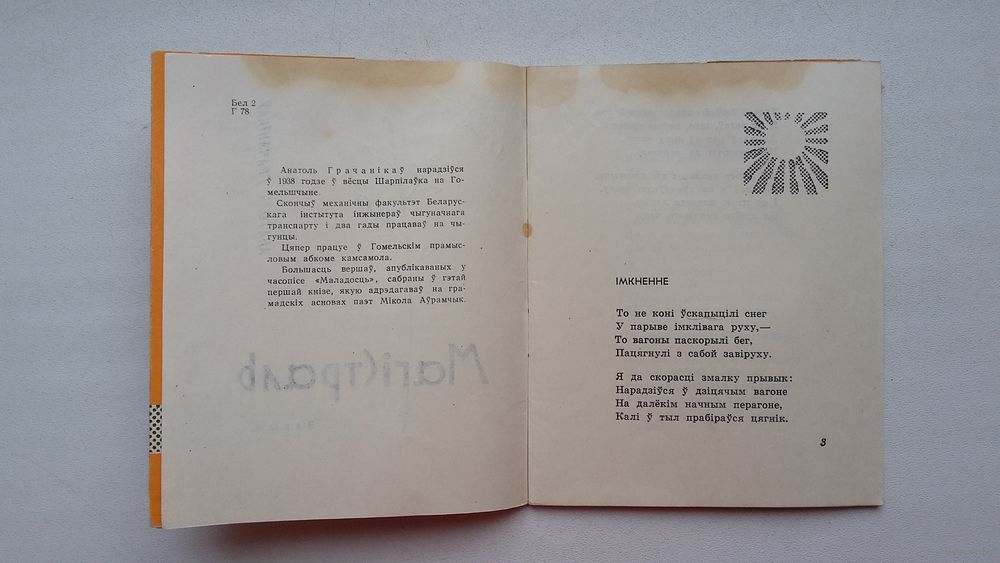 Бел 2
Г 78
Анатоль Грачанікаў нарадзіўся
ў 1938 годзе ў вёсцы Шарпілаўка на Го-
мельшчыне.
Скончыў механічны факультэт Беларус-
кага інстытута інжынераў чыгуначнага
транспарту і два гады працаваў на чы-
гунцы.
Цяпер працуе ў Гомельскім прамыс-
ловым абкоме камсамола.
Большасць вершаў, апублікаваных у
часопісе «Маладосць», сабраны ў гэтай
першай кнізе, якую адрэдагаваў на гра-
мадскіх асновах паэт Мікола Аўрамчык.
Магістраль
ІМКНЕННЕ
То не коні ўскапыцілі снег
У парыве імклівага руху,—
То вагоны паскорылі бег,
Пацягнулі з сабой завіруху.
Я да скорасці змалку прывык:
Нарадзіўся ў дзіцячым вагоне
На далёкім начным перагоне,
Калі ў тыл прабіраўся цягнік.
3